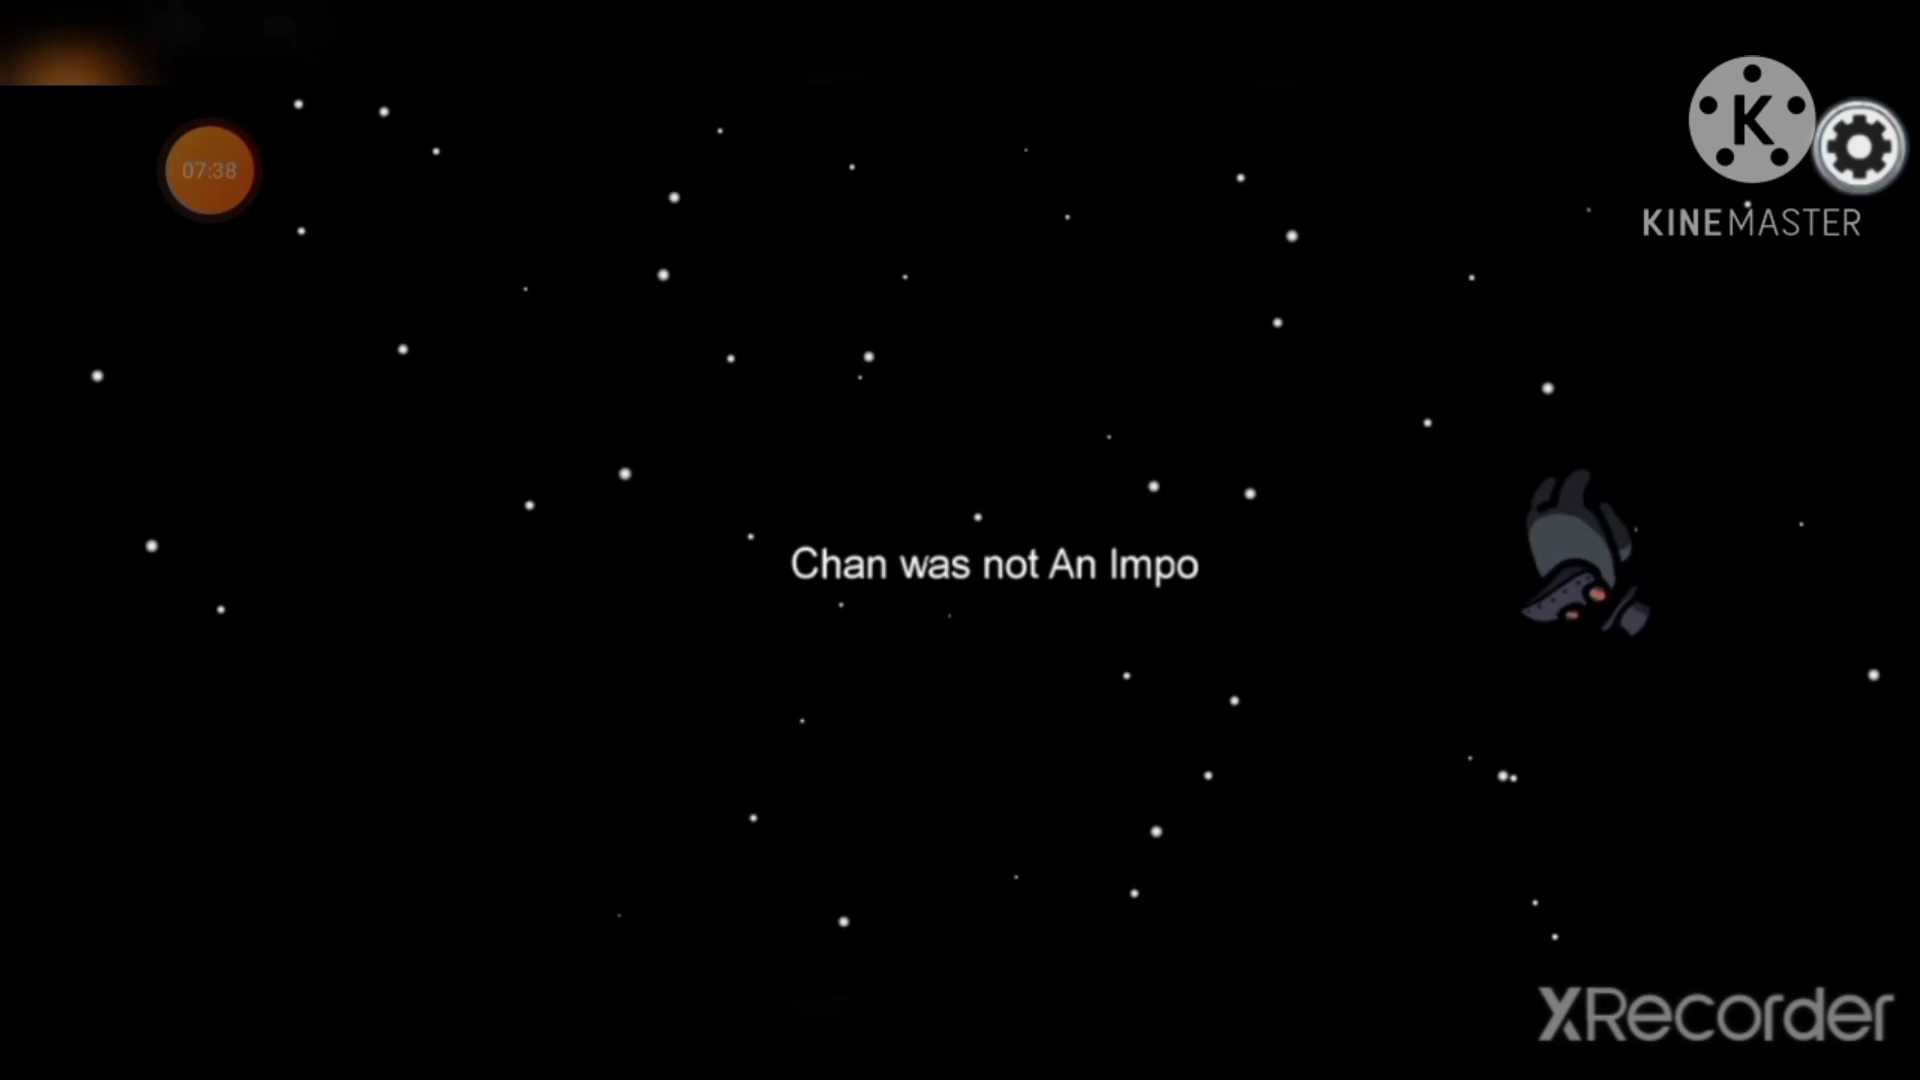 07:38
K
KINEMASTER
Chan was not An Impo
XRecorder